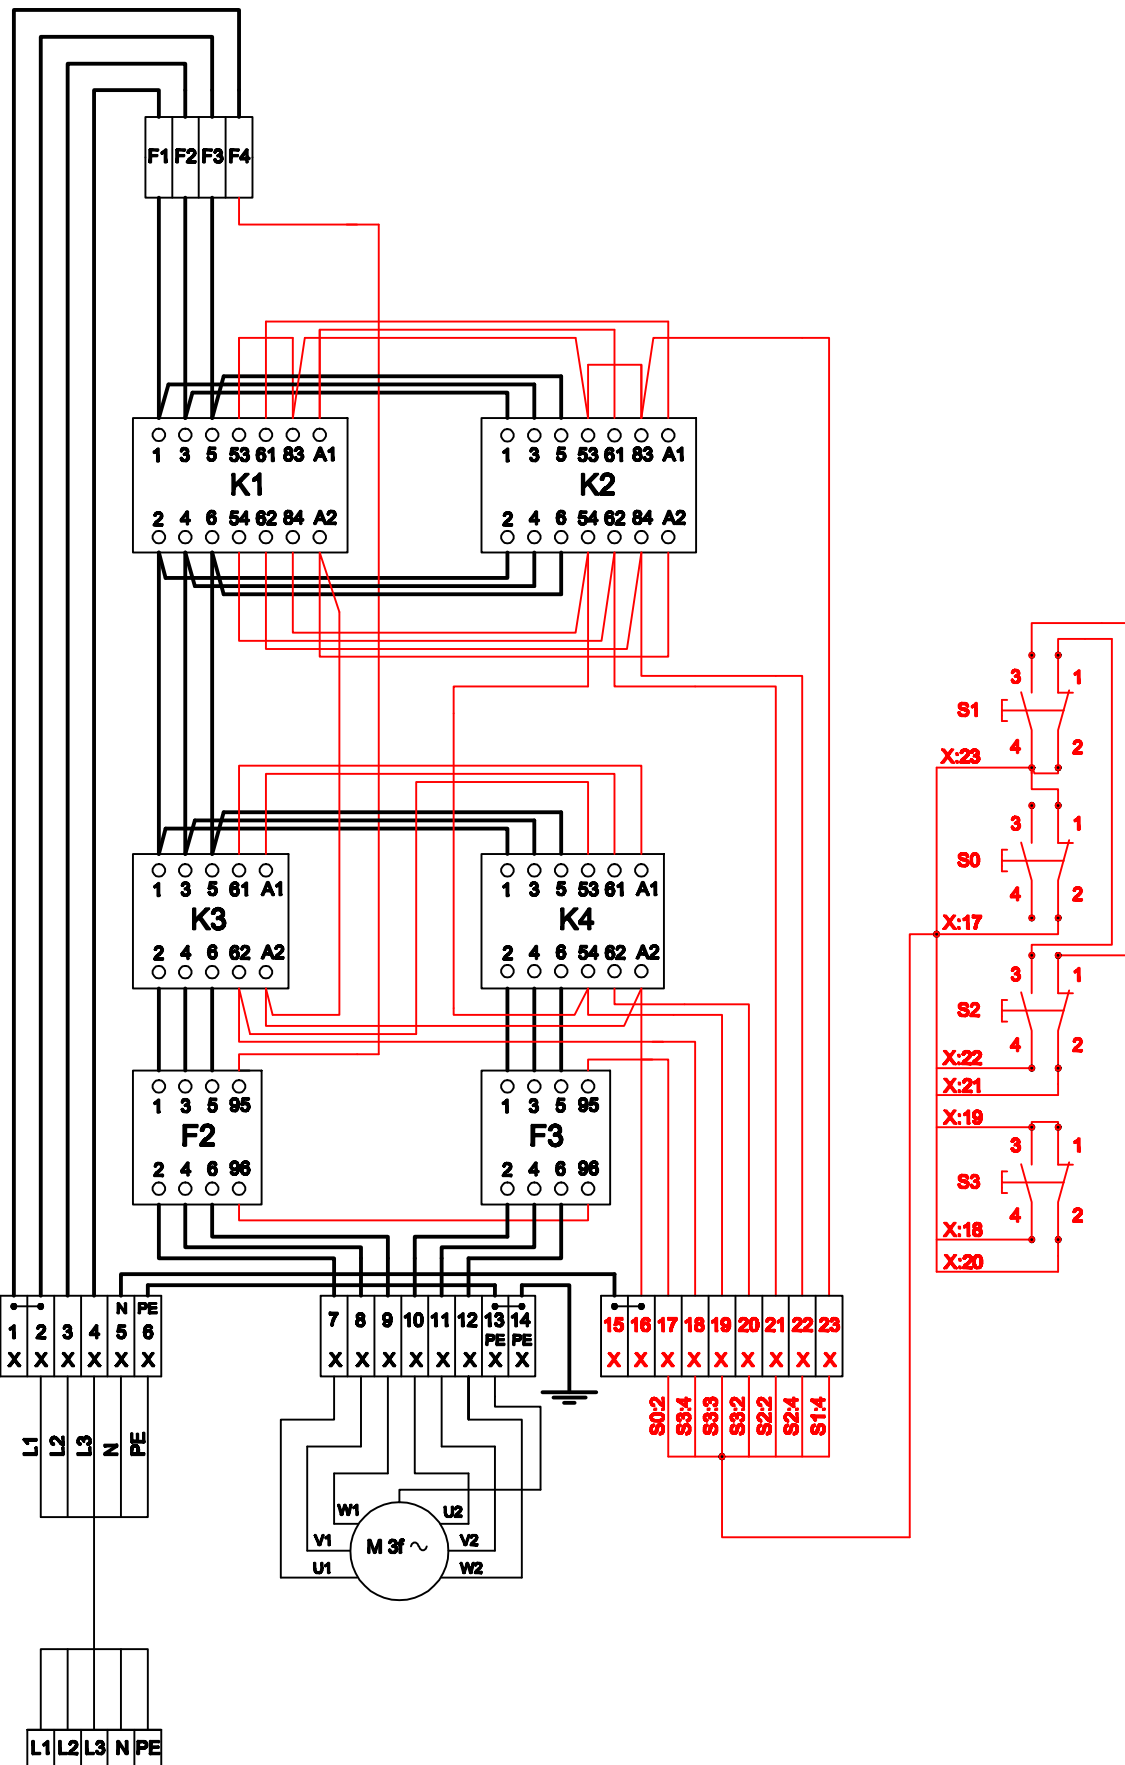 F1 F2 F3 F4
1 3 5 53 61 83 A1
K1
2 4 6 54 62 84 A2
1 3 5 53 61 83 A1
K2
2 4 6 54 62 84 A2
3 1
S1
4 2
X:23
3 1
S0
4 2
X:17
3 1
S2
4 2
X:22
X:21
X:19
3 1
S3
4 2
X:18
X:20
1 3 5 61 A1
K3
2 4 6 62 A2
1 3 5 53 61 A1
K4
2 4 6 54 62 A2
1 3 5 95
F2
2 4 6 96
1 3 5 95
F3
2 4 6 96
N PE
1 2 3 4 5 6
X X X X X X
7 8 9 10 11 12 13 14
PE PE
X X X X X X X X
15 16 17 18 19 20 21 22 23
X X X X X X X X X
L1 L2 L3 N PE
S0:2 S3:4 S3:3 S3:2 S2:2 S2:4 S1:4
W1 U2
V1 M 3f ~ V2
U1 W2
L1 L2 L3 N PE